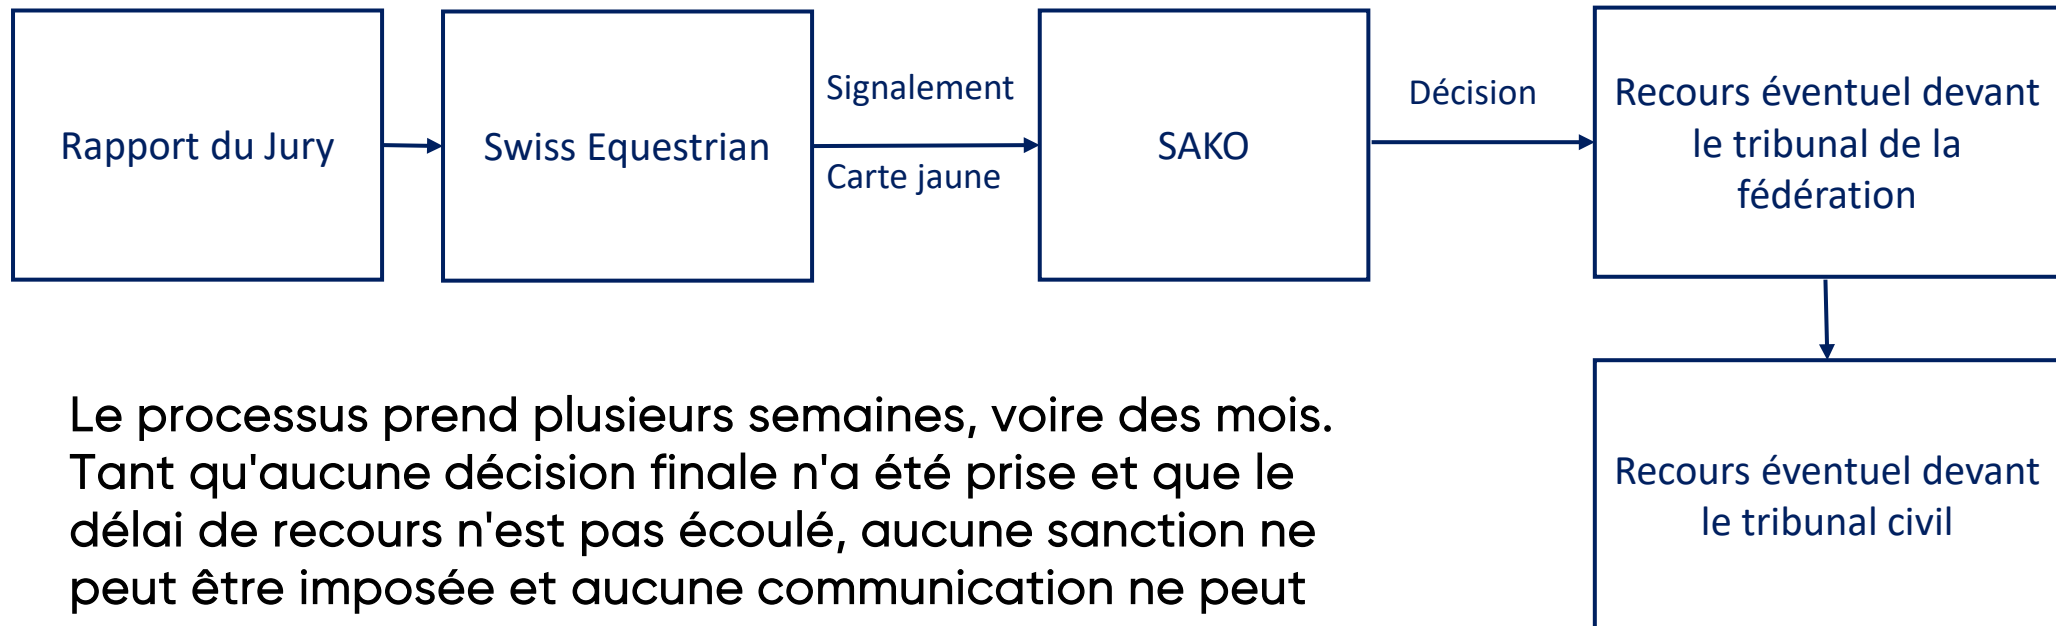 Rapport du Jury
Swiss Equestrian
Signalement
Carte jaune
SAKO
Décision
Recours éventuel devant
le tribunal de la
fédération
Recours éventuel devant
le tribunal civil
Le processus prend plusieurs semaines, voire des mois.
Tant qu'aucune décision finale n'a été prise et que le
délai de recours n'est pas écoulé, aucune sanction ne
peut être imposée et aucune communication ne peut